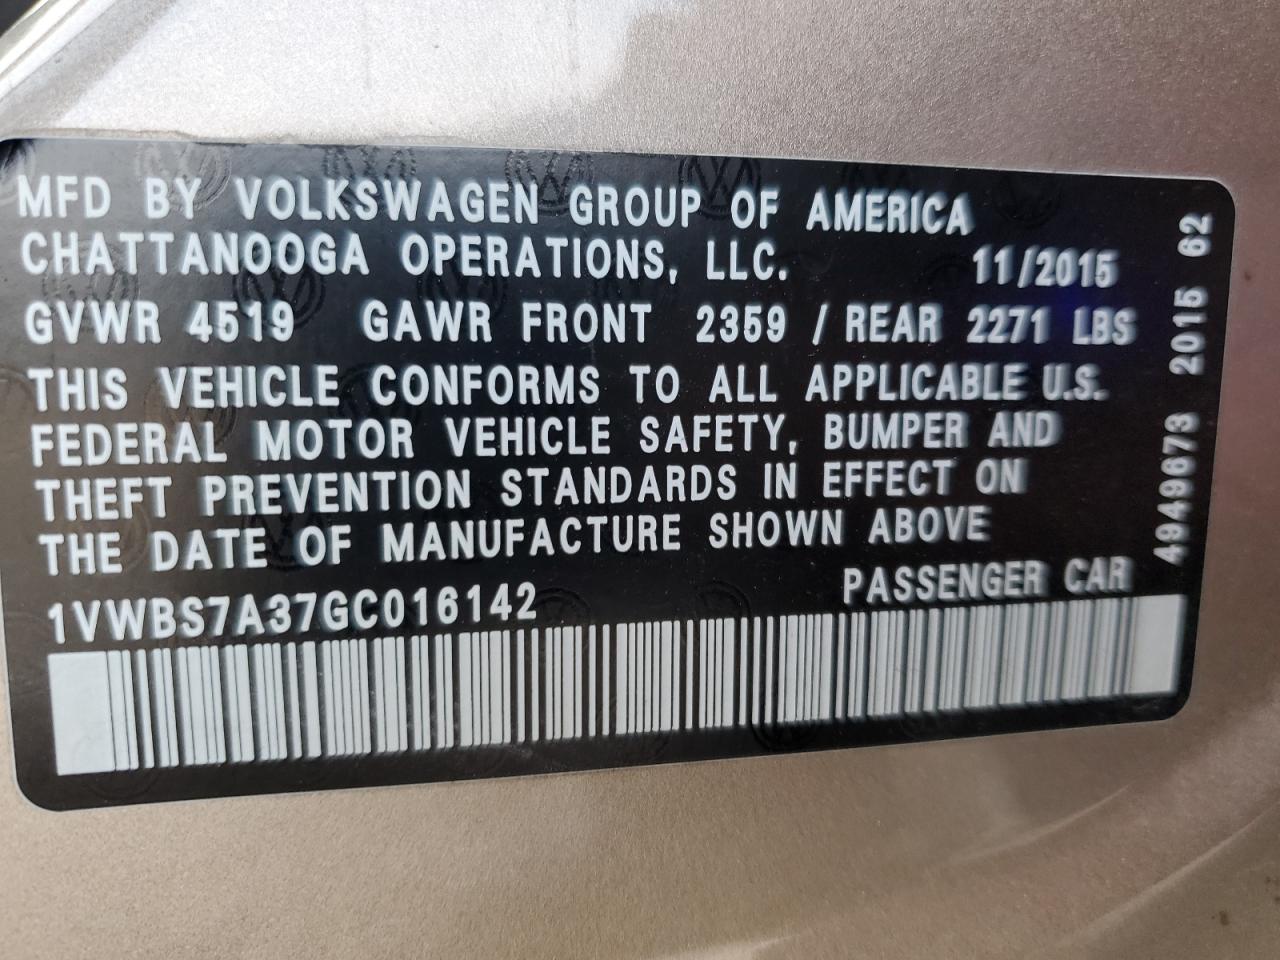 MFD BY VOLKSWAGEN GROUP OF AMERICA
CHATTANOOGA OPERATIONS, LLC. 11/2015
GVWR 4519 GAWR FRONT 2359 / REAR 2271 LBS
THIS VEHICLE CONFORMS TO ALL APPLICABLE U.S.
FEDERAL MOTOR VEHICLE SAFETY, BUMPER AND
THEFT PREVENTION STANDARDS IN EFFECT ON
THE DATE OF MANUFACTURE SHOWN ABOVE
1VWBS7A37GC016142 PASSENGER CAR
4949673 2015 62